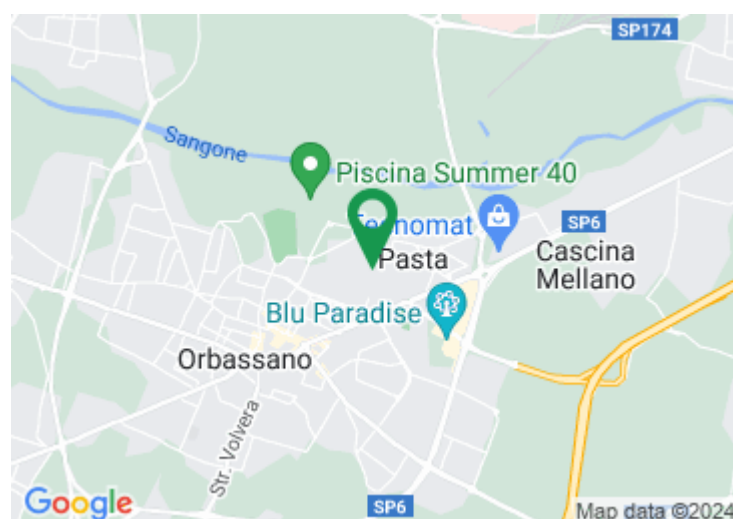 SP174
Sangone
Piscina Summer 40
Tecnomat
SP6
Pasta
Cascina
Mellano
Blu Paradise
Orbassano
Str. Volvera
SP6
Google
Map data ©2024